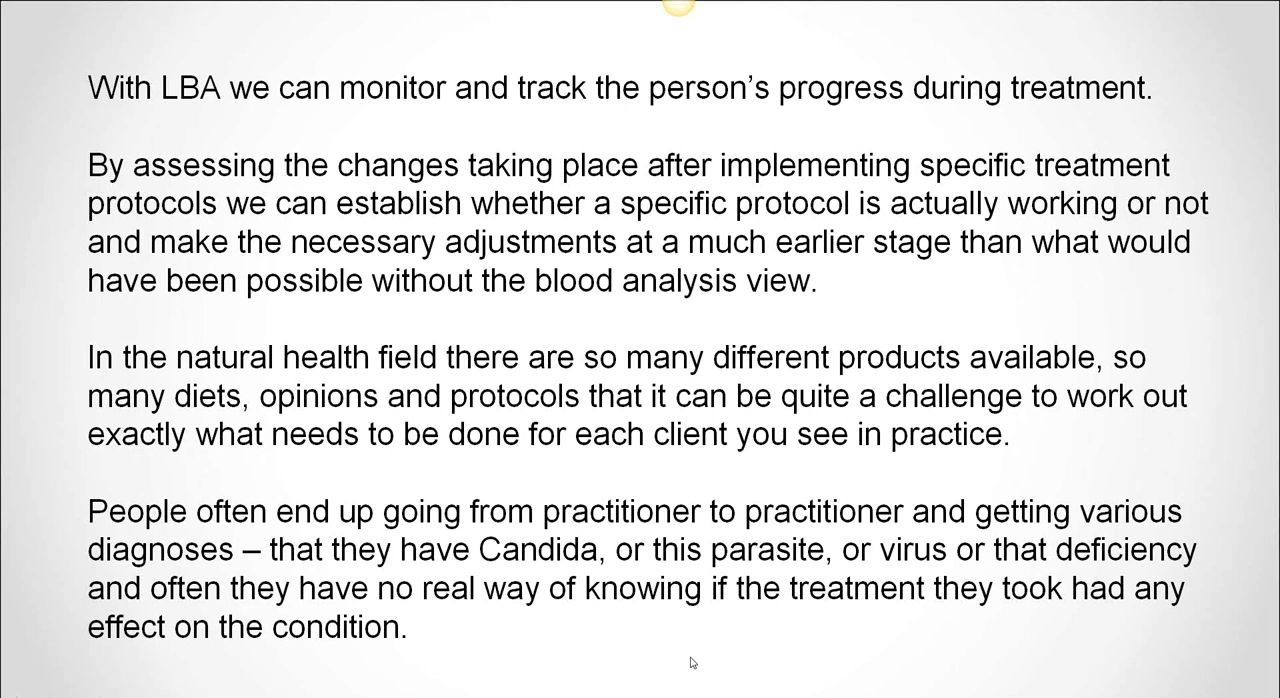 With LBA we can monitor and track the person’s progress during treatment.
By assessing the changes taking place after implementing specific treatment
protocols we can establish whether a specific protocol is actually working or not
and make the necessary adjustments at a much earlier stage than what would
have been possible without the blood analysis view.
In the natural health field there are so many different products available, so
many diets, opinions and protocols that it can be quite a challenge to work out
exactly what needs to be done for each client you see in practice.
People often end up going from practitioner to practitioner and getting various
diagnoses – that they have Candida, or this parasite, or virus or that deficiency
and often they have no real way of knowing if the treatment they took had any
effect on the condition.